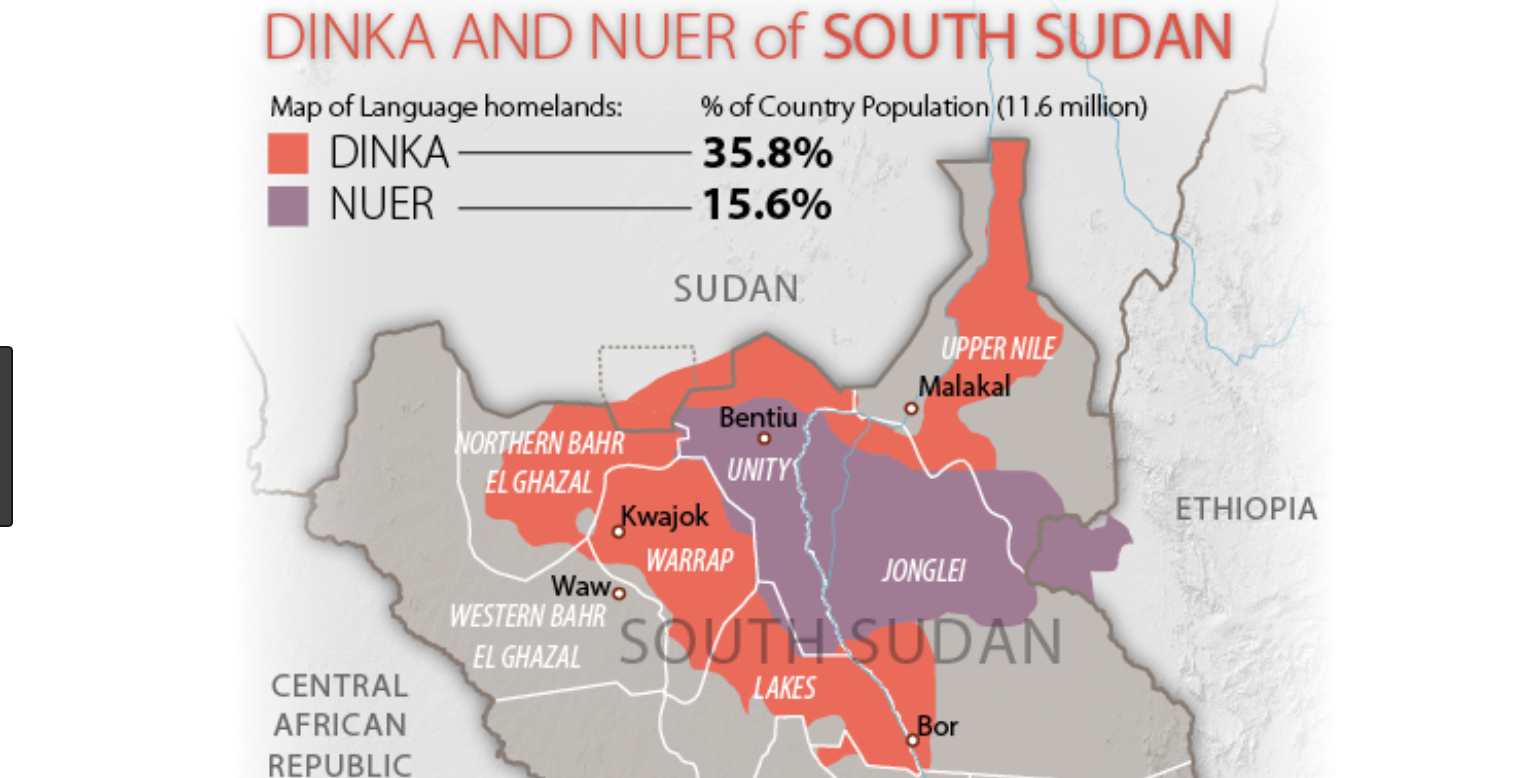 DINKA AND NUER of SOUTH SUDAN
Map of Language homelands:
% of Country Population (11.6 million)
DINKA
35.8%
NUER
15.6%
SUDAN
UPPER NILE
Malakal
Bentiu
NORTHERN BAHR
EL GHAZAL
UNITY
ETHIOPIA
Kwajok
WARRAP
JONGLEI
Waw
WESTERN BAHR
EL GHAZAL
SOUTH SUDAN
CENTRAL
AFRICAN
REPUBLIC
LAKES
Bor